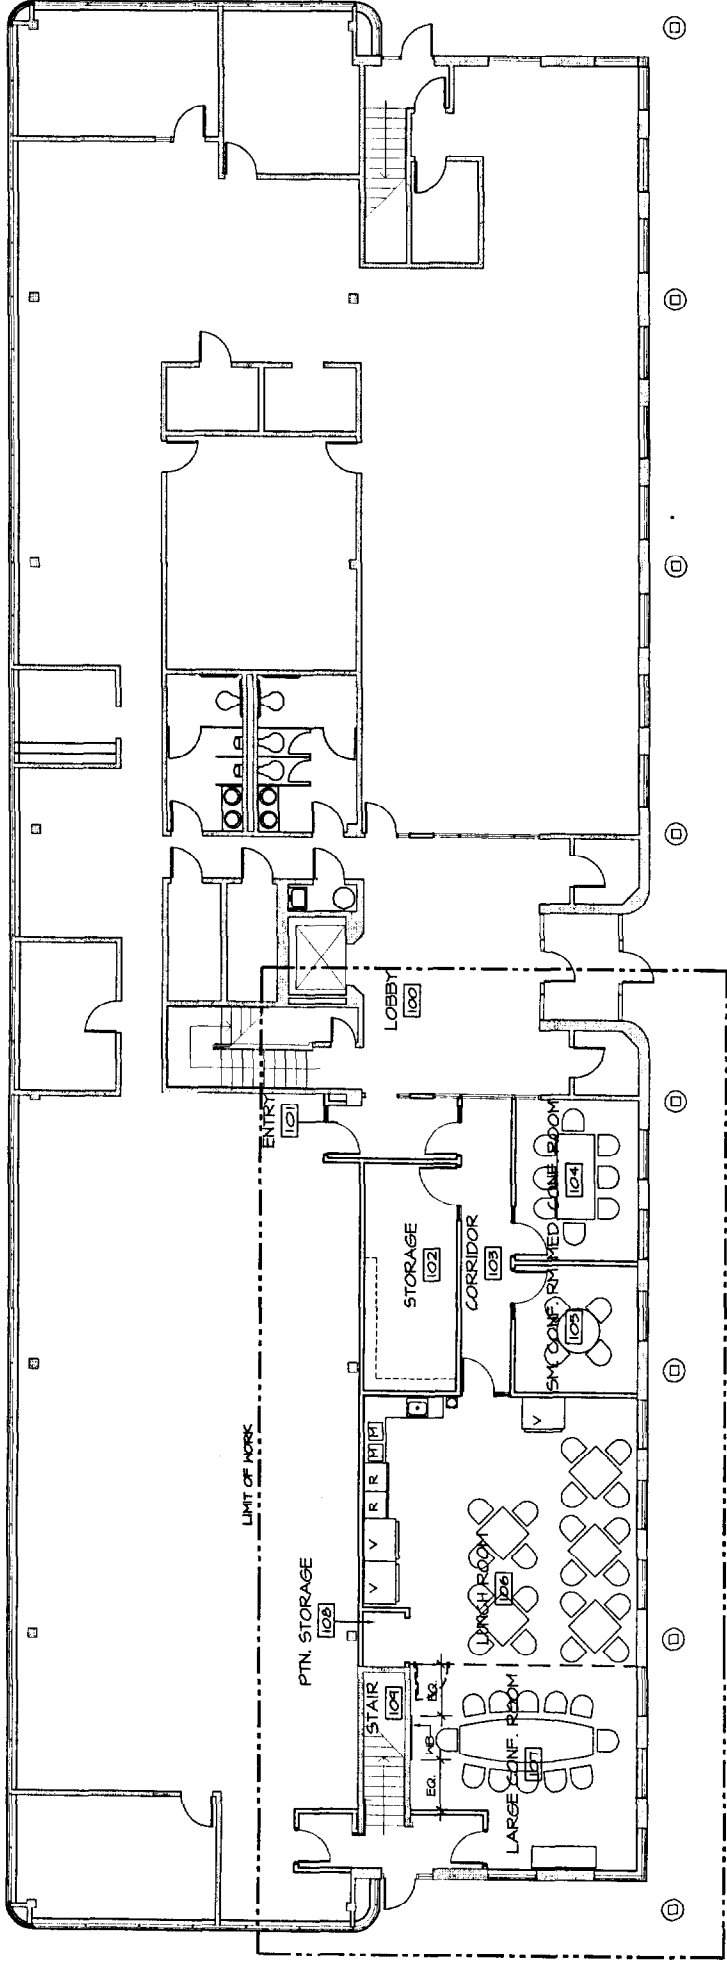 LOBBY
100
ENTRY
101
STORAGE
102
CORRIDOR
103
MED. CONF. ROOM
104
SM. CONF. RM.
105
LIMIT OF WORK
V
M
M
R
R
V
V
LUNCH ROOM
106
PTN. STORAGE
108
STAIR
109
EQ.
WB
EQ.
LARGE CONF. ROOM
107